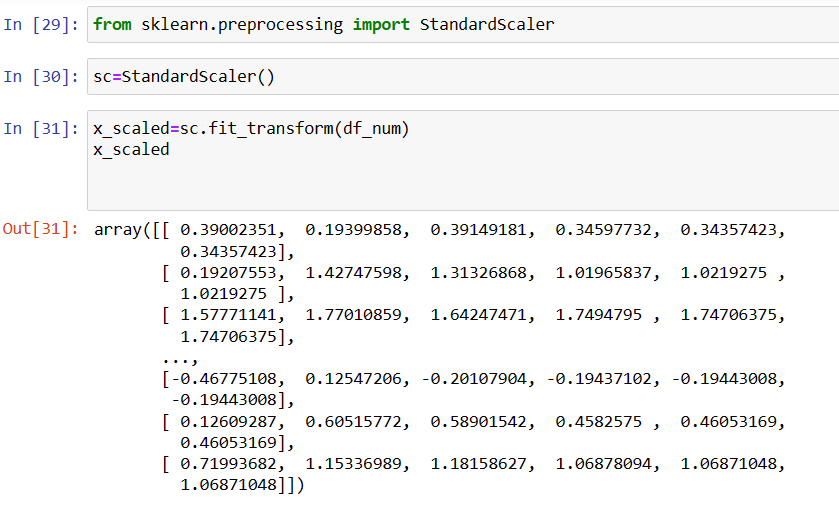 In [29]: from sklearn.preprocessing import StandardScaler
In [30]: sc=StandardScaler()
In [31]: x_scaled=sc.fit_transform(df_num)
x_scaled
Out[31]: array([[ 0.39002351,  0.19399858,  0.39149181,  0.34597732,  0.34357423,
         0.34357423],
       [ 0.19207553,  1.42747598,  1.31326868,  1.01965837,  1.0219275 ,
         1.0219275 ],
       [ 1.57771141,  1.77010859,  1.64247471,  1.7494795 ,  1.74706375,
         1.74706375],
       ...,
       [-0.46775108,  0.12547206, -0.20107904, -0.19437102, -0.19443008,
        -0.19443008],
       [ 0.12609287,  0.60515772,  0.58901542,  0.4582575 ,  0.46053169,
         0.46053169],
       [ 0.71993682,  1.15336989,  1.18158627,  1.06878094,  1.06871048,
         1.06871048]])